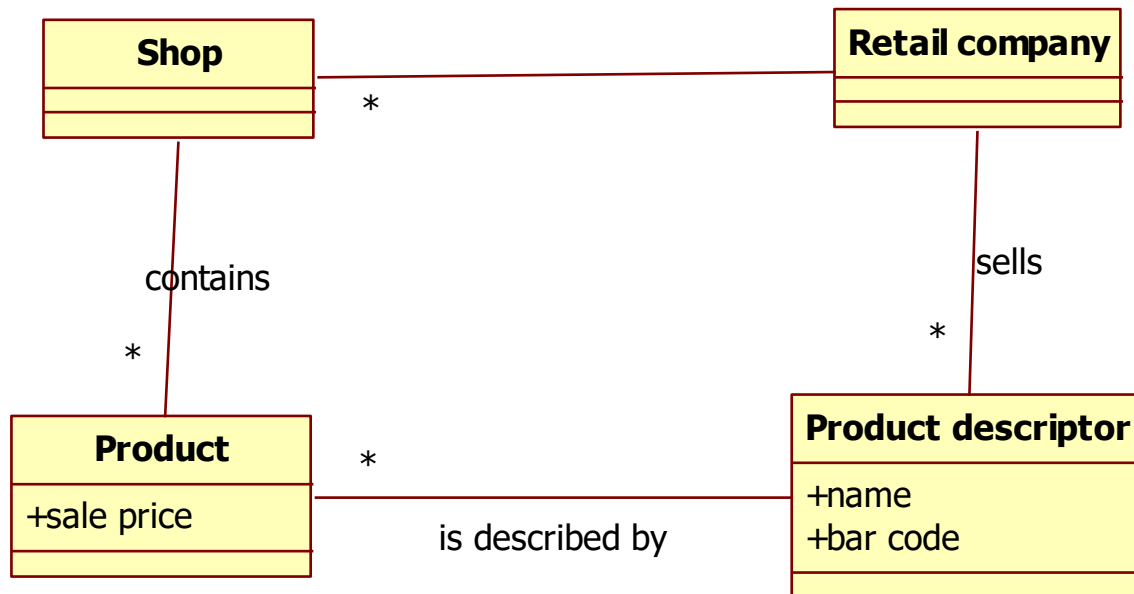 Shop
Retail company
*
contains
sells
*
*
Product
+sale price
*
is described by
Product descriptor
+name
+bar code